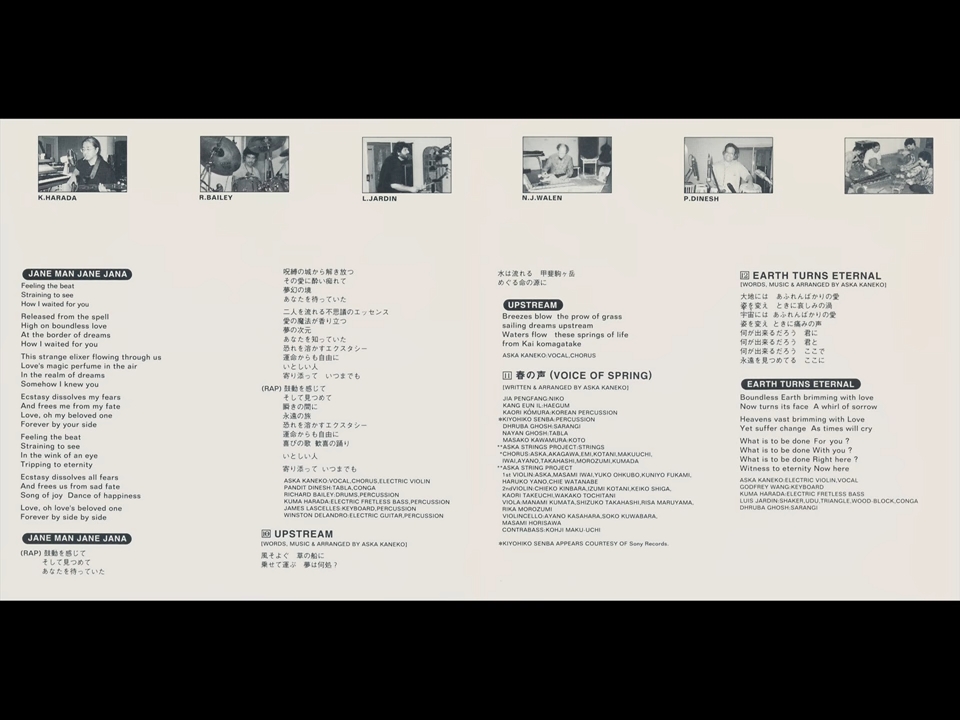 K.HARADA
R.BAILEY
L.JARDIN
N.J.WALEN
P.DINESH
JANE MAN JANE JANA
Feeling the beat
Straining to see
How I waited for you
Released from the spell
High on boundless love
At the border of dreams
How I waited for you
This strange elixer flowing through us
Love's magic perfume in the air
In the realm of dreams
Somehow I knew you
Ecstasy dissolves my fears
And frees me from my fate
Love, oh my beloved one
Forever by your side
Feeling the beat
Straining to see
In the wink of an eye
Tripping to eternity
Ecstasy dissolves all fears
And frees us from sad fate
Song of joy Dance of happiness
Love, oh love's beloved one
Forever by side by side
JANE MAN JANE JANA
(RAP) 鼓動を感じて
そして見つめて
あなたを待っていた
呪縛の城から解き放つ
その愛に酔い痴れて
夢幻の境
あなたを待っていた
二人を流れる不思議のエッセンス
愛の魔法が香り立つ
夢の次元
あなたを知っていた
恐れを溶かすエクスタシー
運命からも自由に
いとしい人
寄り添って いつまでも
(RAP) 鼓動を感じて
そして見つめて
瞬きの間に
永遠の旅
恐れを溶かすエクスタシー
運命からも自由に
喜びの歌 歓喜の踊り
いとしい人
寄り添って いつまでも
ASKA KANEKO:VOCAL,CHORUS,ELECTRIC VIOLIN
PANDIT DINESH:TABLA,CONGA
RICHARD BAILEY:DRUMS,PERCUSSION
KUMA HARADA:ELECTRIC FRETLESS BASS,PERCUSSION
JAMES LASCELLES:KEYBOARD,PERCUSSION
WINSTON DELANDRO:ELECTRIC GUITAR,PERCUSSION
10 UPSTREAM
[WORDS, MUSIC & ARRANGED BY ASKA KANEKO]
風そよぐ 草の船に
乗せて運ぶ 夢は何処?
水は流れる 甲斐駒ヶ岳
めぐる命の源に
UPSTREAM
Breezes blow the prow of grass
sailing dreams upstream
Waters flow these springs of life
from Kai komagatake
ASKA KANEKO:VOCAL,CHORUS
11 春の声 (VOICE OF SPRING)
[WRITTEN & ARRANGED BY ASKA KANEKO]
JIA PENGFANG:NIKO
KANG EUN IL:HAEGUM
KAORI KŌMURA:KOREAN PERCUSSION
*KIYOHIKO SENBA:PERCUSSION
DHRUBA GHOSH:SARANGI
NAYAN GHOSH:TABLA
MASAKO KAWAMURA:KOTO
**ASKA STRINGS PROJECT:STRINGS
*CHORUS:ASKA,AKAGAWA,EMI,KOTANI,MAKUUCHI,
IWAI,AYANO,TAKAHASHI,MOROZUMI,KUMADA
**ASKA STRING PROJECT
1st VIOLIN:ASKA,MASAMI IWAI,YUKO OHKUBO,KUNIYO FUKAMI,
HARUKO YANO,CHIE WATANABE
2ndVIOLIN:CHIEKO KINBARA,IZUMI KOTANI,KEIKO SHIGA,
KAORI TAKEUCHI,WAKAKO TOCHITANI
VIOLA:MANAMI KUMATA,SHIZUKO TAKAHASHI,RISA MARUYAMA,
RIKA MOROZUMI
VIOLINCELLO:AYANO KASAHARA,SOKO KUWABARA,
MASAMI HORISAWA
CONTRABASS:KOHJI MAKU-UCHI
*KIYOHIKO SENBA APPEARS COURTESY OF Sony Records.
12 EARTH TURNS ETERNAL
[WORDS, MUSIC & ARRANGED BY ASKA KANEKO]
大地には あふれんばかりの愛
姿を変え ときに哀しみの渦
宇宙には あふれんばかりの愛
姿を変え ときに痛みの声
何が出来るだろう 君に
何が出来るだろう 君と
何が出来るだろう ここで
永遠を見つめてる ここに
EARTH TURNS ETERNAL
Boundless Earth brimming with love
Now turns its face A whirl of sorrow
Heavens vast brimming with Love
Yet suffer change As times will cry
What is to be done For you ?
What is to be done With you ?
What is to be done Right here ?
Witness to eternity Now here
ASKA KANEKO:ELECTRIC VIOLIN,VOCAL
GODFREY WANG:KEYBOARD
KUMA HARADA:ELECTRIC FRETLESS BASS
LUIS JARDIN:SHAKER,UDU,TRIANGLE,WOOD-BLOCK,CONGA
DHRUBA GHOSH:SARANGI